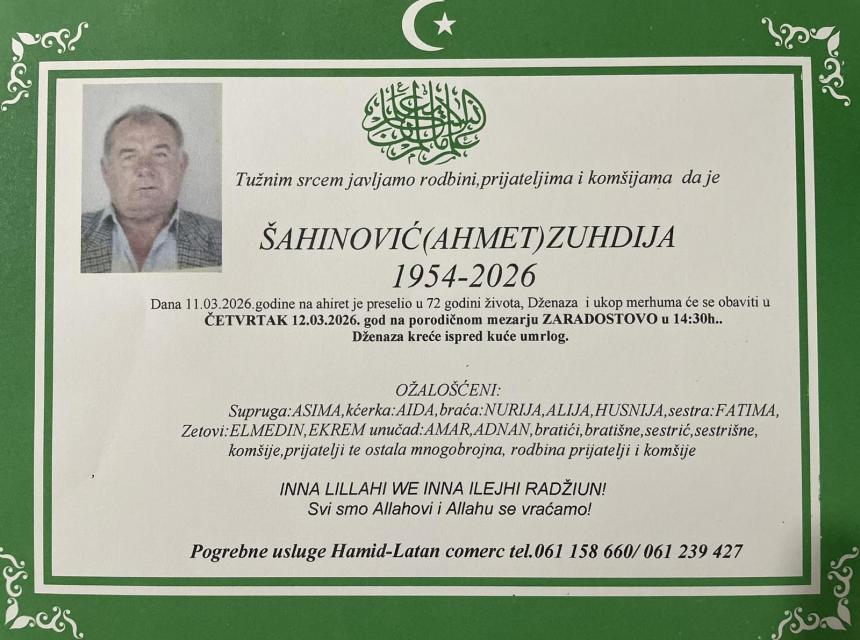 Tužnim srcem javljamo rodbini,prijateljima i komšijama da je
ŠAHINOVIĆ(AHMET)ZUHDIJA
1954-2026
Dana 11.03.2026.godine na ahiret je preselio u 72 godini života, Dženaza i ukop merhuma će se obaviti u
ČETVRTAK 12.03.2026. god na porodičnom mezarju ZARADOSTOVO u 14:30h..
Dženaza kreće ispred kuće umrlog.
OŽALOŠĆENI:
Supruga:ASIMA,kćerka:AIDA,braća:NURIJA,ALIJA,HUSNIJA,sestra:FATIMA,
Zetovi:ELMEDIN,EKREM unučad:AMAR,ADNAN,bratići,bratišne,sestrić,sestrišne,
komšije,prijatelji te ostala mnogobrojna, rodbina prijatelji i komšije
INNA LILLAHI WE INNA ILEJHI RADŽIUN!
Svi smo Allahovi i Allahu se vraćamo!
Pogrebne usluge Hamid-Latan comerc tel.061 158 660/ 061 239 427